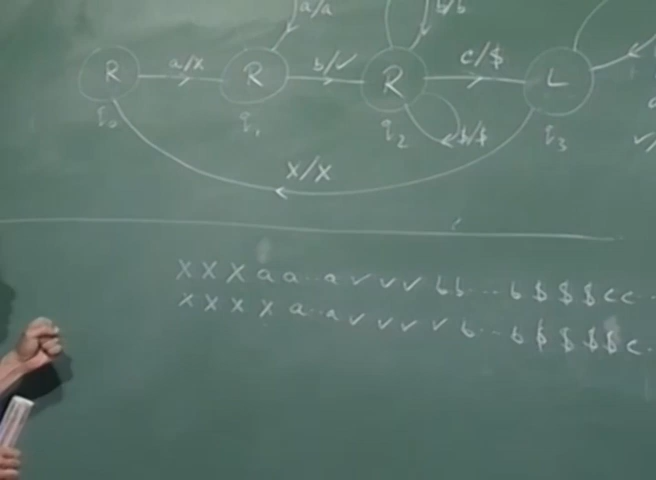 a/a b/b
R a/x R b/✓ R c/$ L
q₀ q₁ q₂ $/$ q₃
✓/
X/X
X X X a a .. a ✓ ✓ ✓ b b ... b $ $ $ c c ..
X X X X a .. a ✓ ✓ ✓ ✓ b ... b $ $ $ $ c .